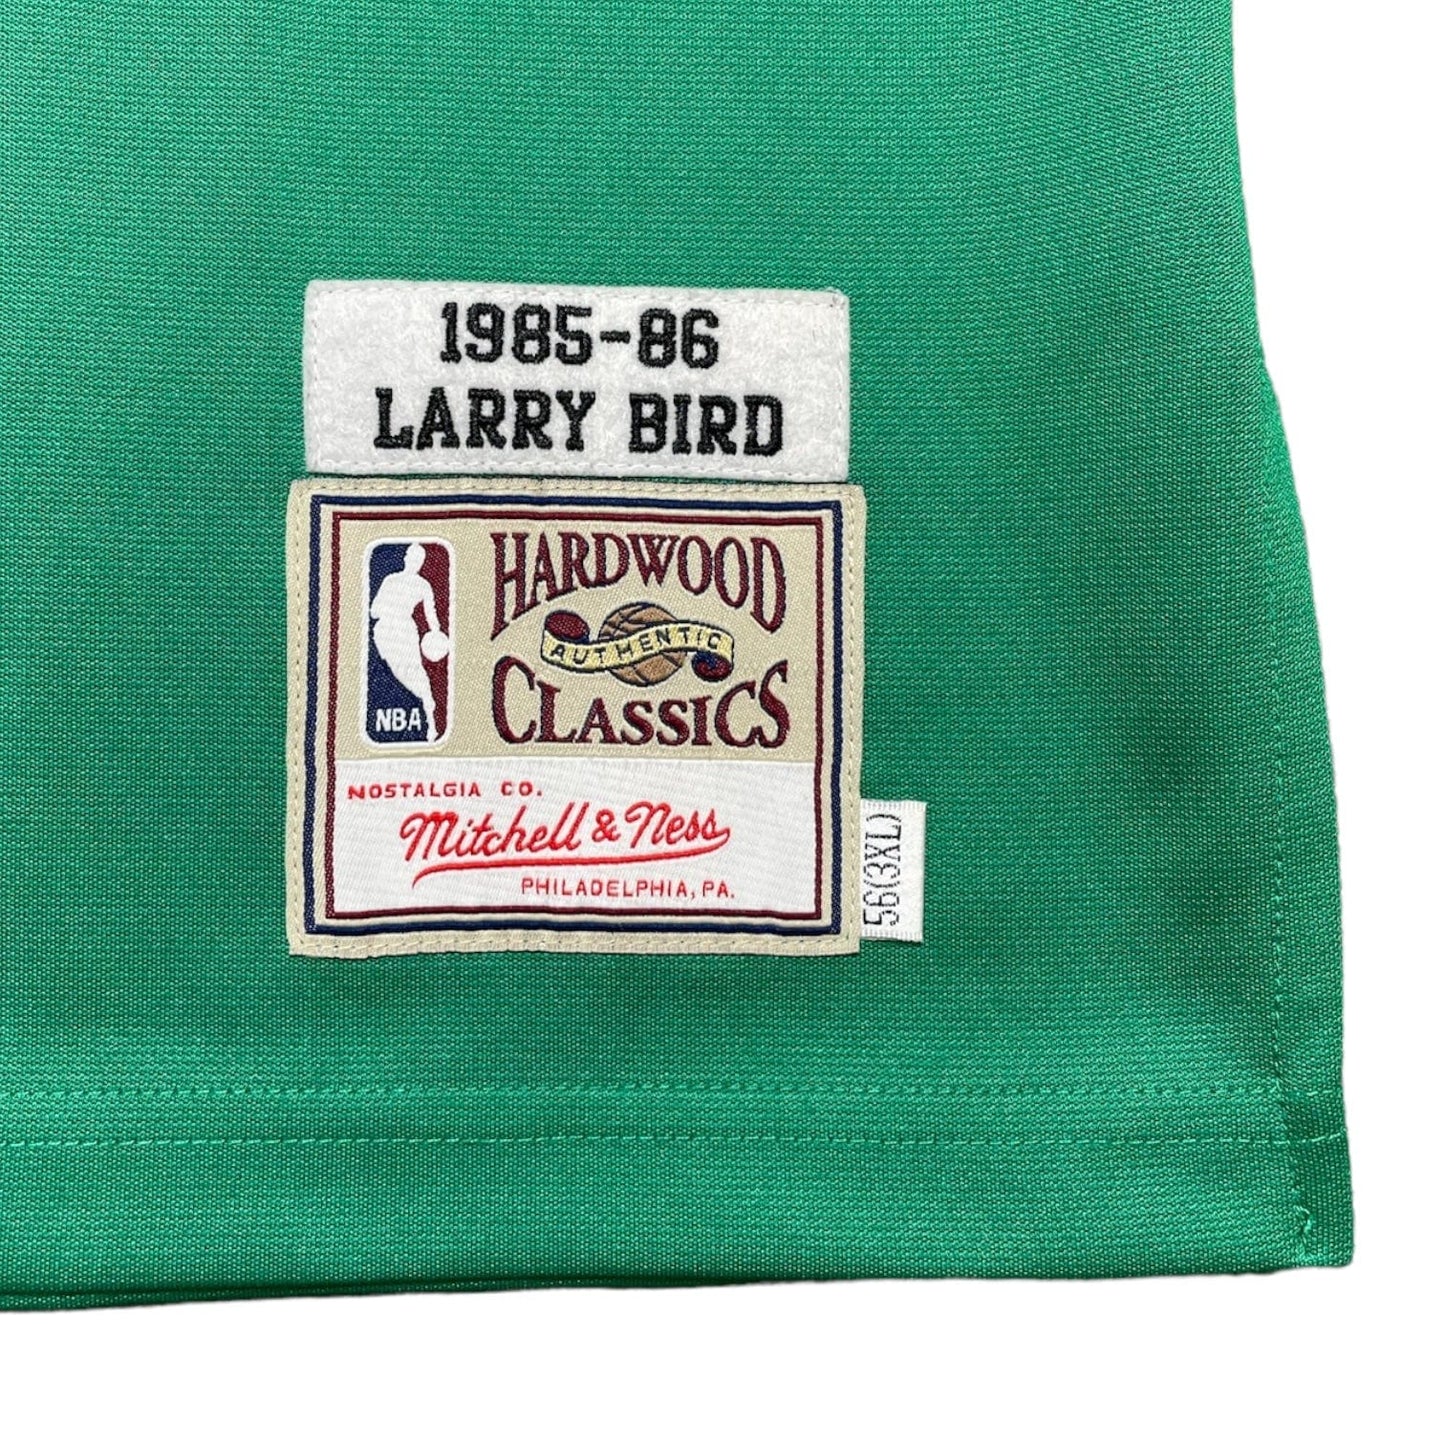 1985-86
LARRY BIRD
HARDWOOD
AUTHENTIC
CLASSICS
NBA
NOSTALGIA CO.
Mitchell & Ness
PHILADELPHIA, PA.
56(3XL)